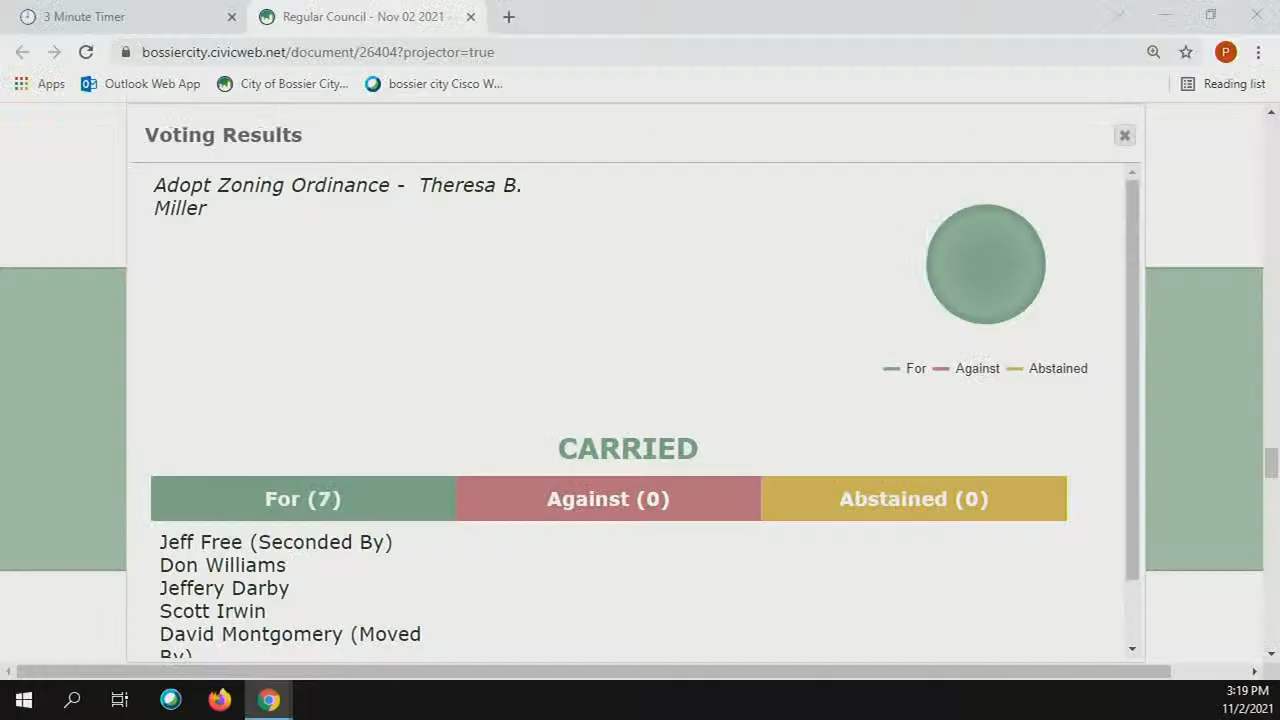 3 Minute Timer
Regular Council - Nov 02 2021 -
bossiercity.civicweb.net/document/26404?projector=true
P
Apps
Outlook Web App
City of Bossier City...
bossier city Cisco W...
Reading list
Voting Results
Adopt Zoning Ordinance - Theresa B.
Miller
For Against Abstained
CARRIED
For (7) Against (0) Abstained (0)
Jeff Free (Seconded By)
Don Williams
Jeffery Darby
Scott Irwin
David Montgomery (Moved
By)
3:19 PM
11/2/2021